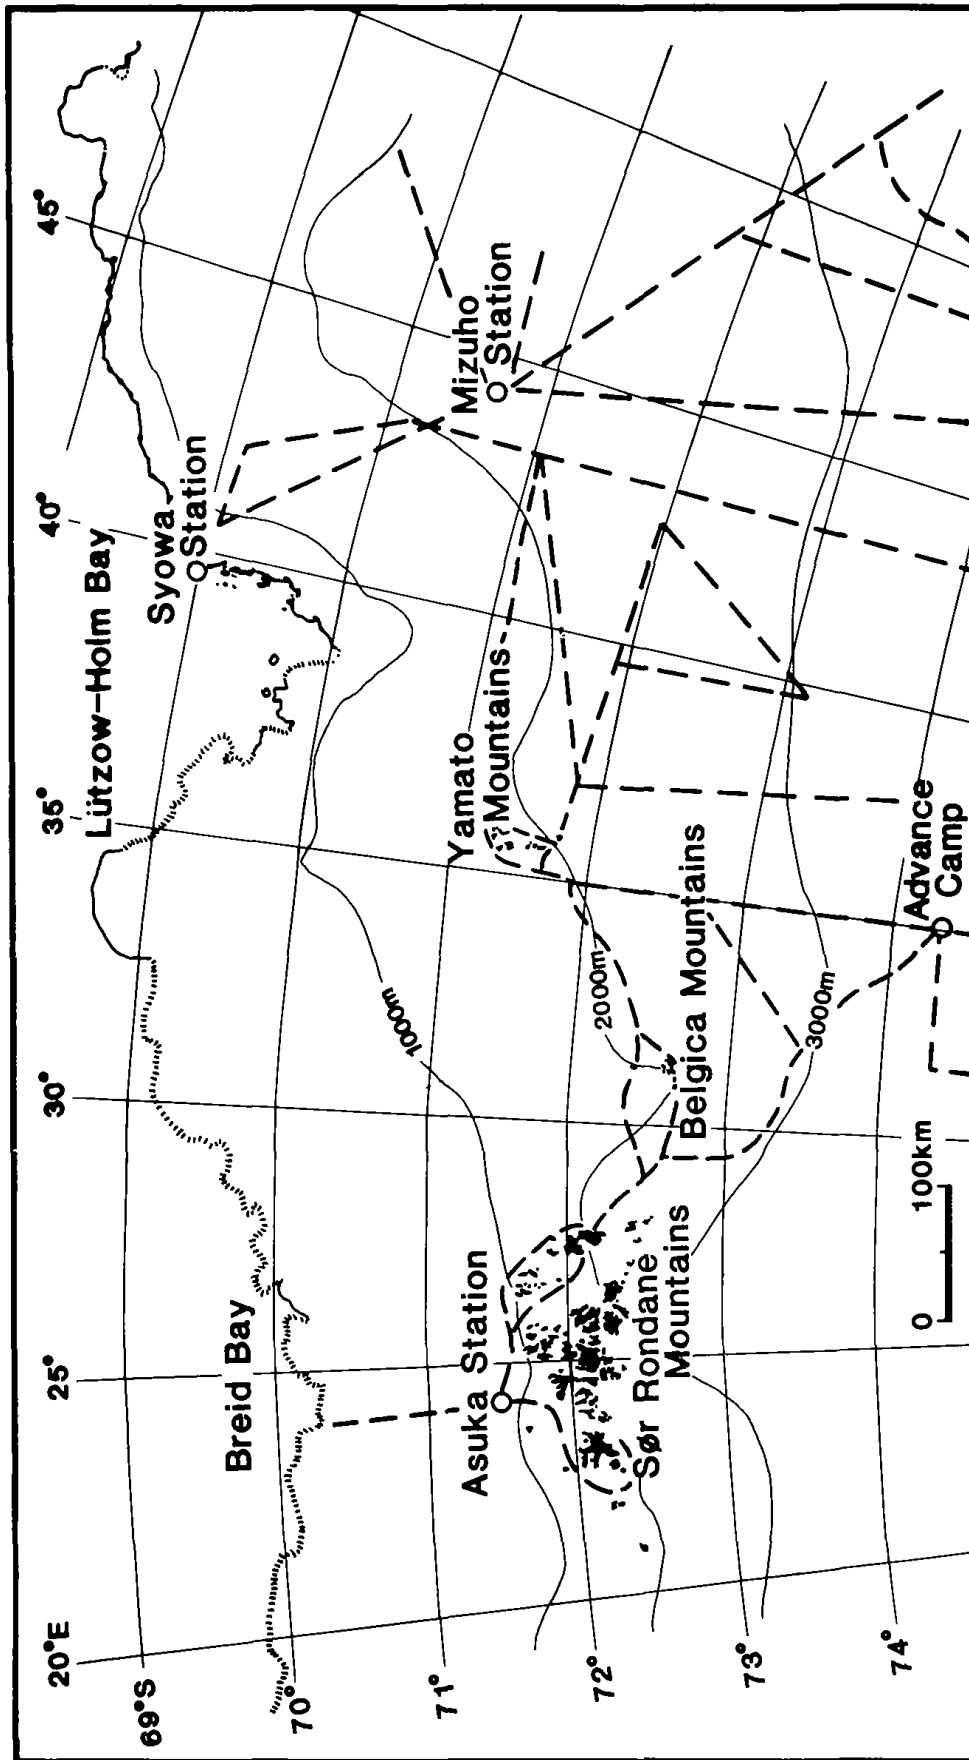 20°E
25°
30°
35°
40°
45°
69°S
70°
71°
72°
73°
74°
Breid Bay
Lützow-Holm Bay
Syowa
Station
Asuka Station
Yamato
Mountains
Mizuho
Station
1000m
2000m
3000m
Sør Rondane
Mountains
Belgica Mountains
Advance
Camp
0
100km